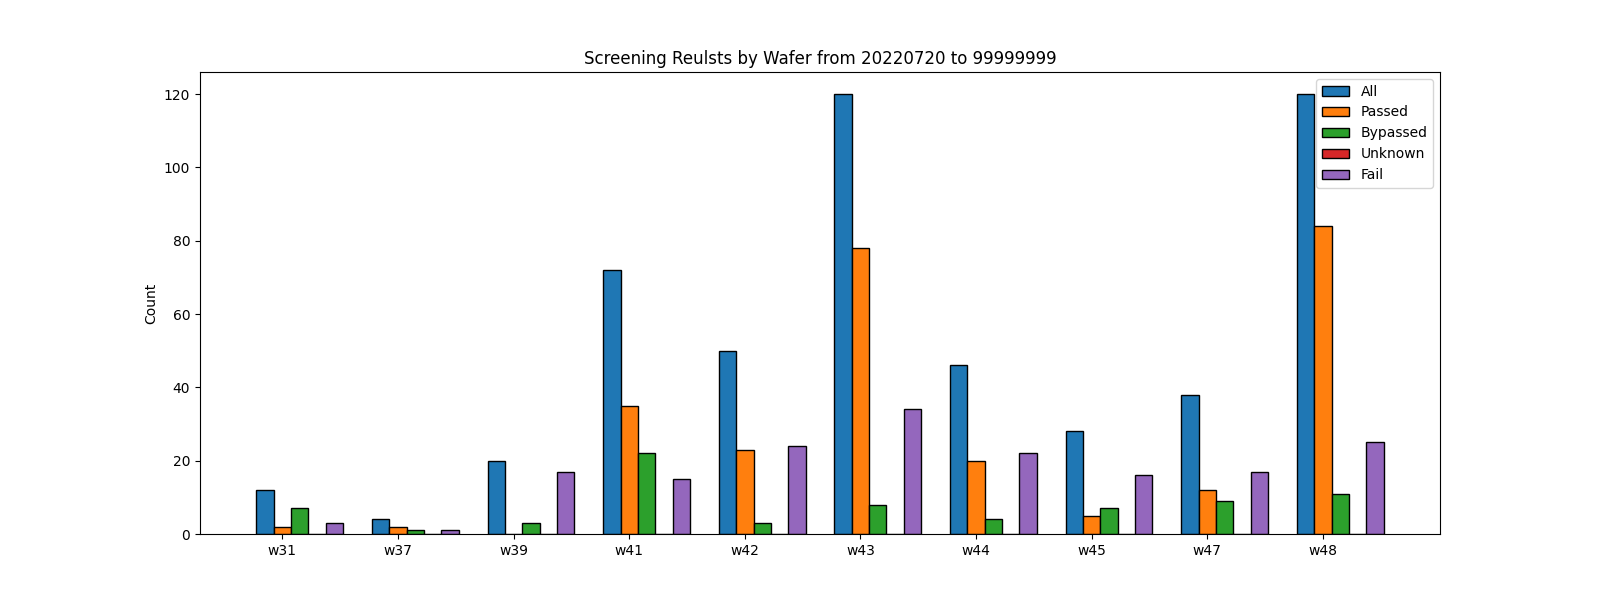 Screening Reulsts by Wafer from 20220720 to 99999999
120
100
80
60
40
20
0
Count
All
Passed
Bypassed
Unknown
Fail
w31 w37 w39 w41 w42 w43 w44 w45 w47 w48